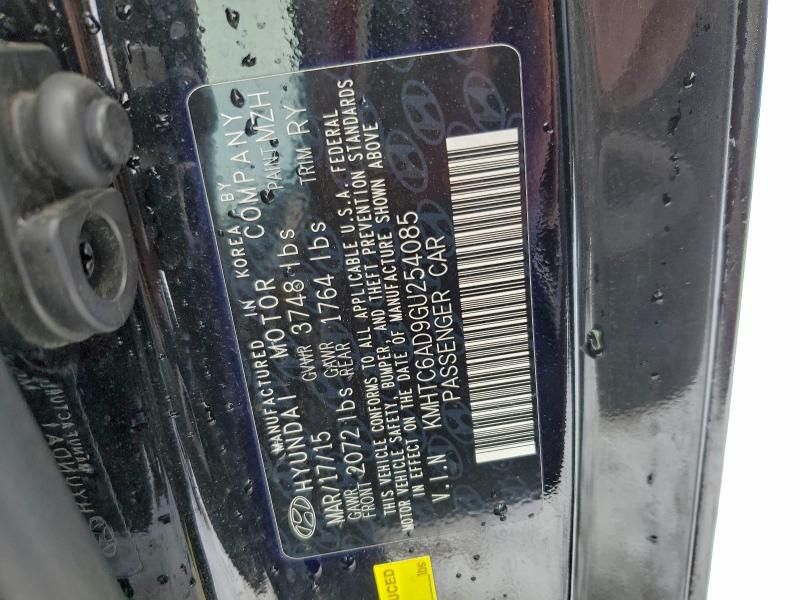 MANUFACTURED IN KOREA BY
HYUNDAI MOTOR COMPANY
MAR/17/15 GVWR 3748 lbs PAINT MZH
GAWR FRONT 2072 lbs GAWR REAR 1764 lbs TRIM RY
THIS VEHICLE CONFORMS TO ALL APPLICABLE U.S.A. FEDERAL
MOTOR VEHICLE SAFETY, BUMPER, AND THEFT PREVENTION STANDARDS
IN EFFECT ON THE DATE OF MANUFACTURE SHOWN ABOVE
V.I.N KMHTC6AD9GU254085
PASSENGER CAR
UCED
lbs